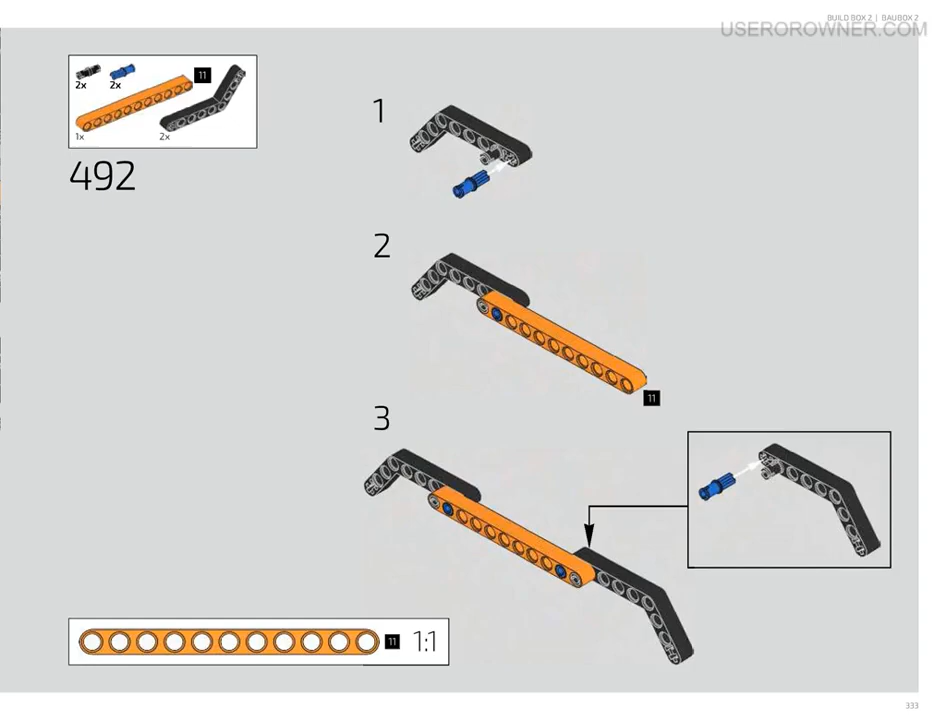 BUILD BOX 2 | BAUBOX 2
USEROROWNER.COM
2x 2x 11
1x 2x
492
1
2
11
3
11 1:1
333